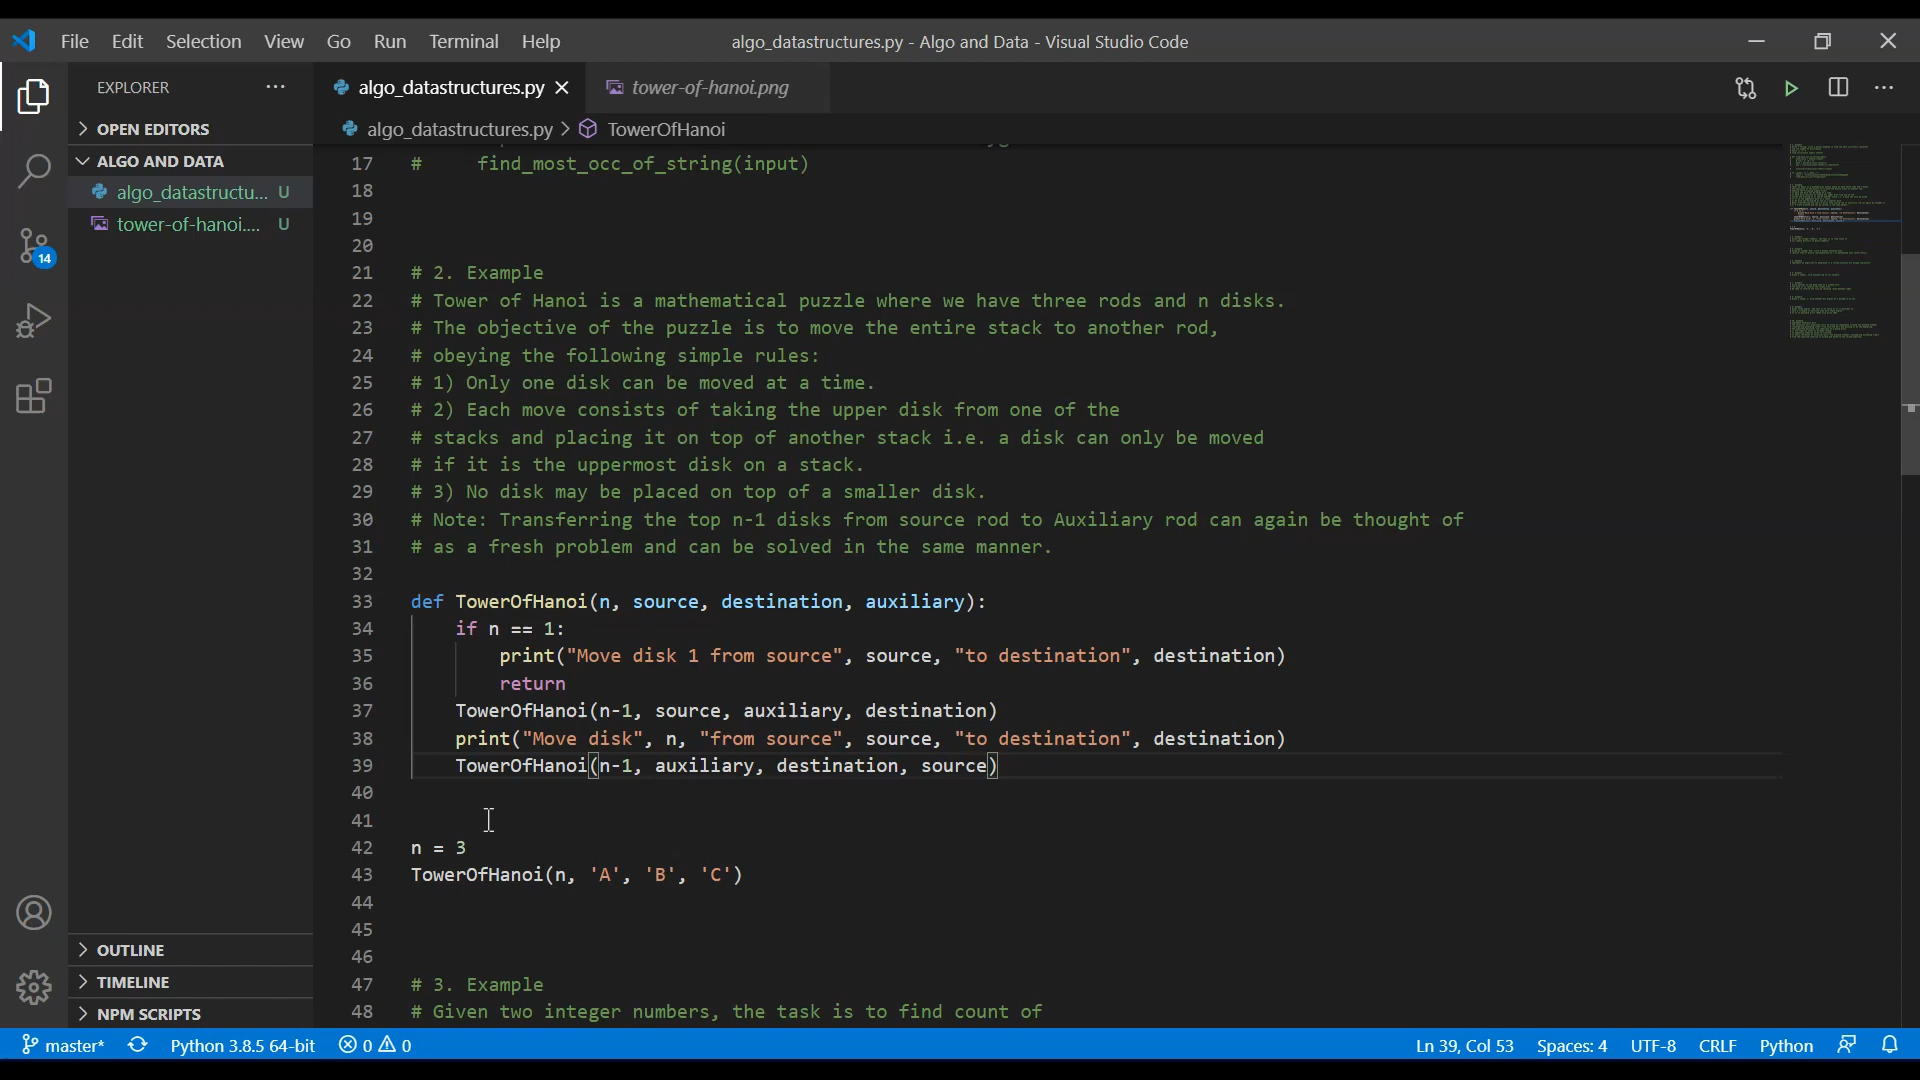 File Edit Selection View Go Run Terminal Help
algo_datastructures.py - Algo and Data - Visual Studio Code
EXPLORER ···
algo_datastructures.py
tower-of-hanoi.png
algo_datastructures.py > TowerOfHanoi
OPEN EDITORS
ALGO AND DATA
algo_datastructu... U
tower-of-hanoi.... U
14
OUTLINE
TIMELINE
NPM SCRIPTS
17 # find_most_occ_of_string(input)
18
19
20
21 # 2. Example
22 # Tower of Hanoi is a mathematical puzzle where we have three rods and n disks.
23 # The objective of the puzzle is to move the entire stack to another rod,
24 # obeying the following simple rules:
25 # 1) Only one disk can be moved at a time.
26 # 2) Each move consists of taking the upper disk from one of the
27 # stacks and placing it on top of another stack i.e. a disk can only be moved
28 # if it is the uppermost disk on a stack.
29 # 3) No disk may be placed on top of a smaller disk.
30 # Note: Transferring the top n-1 disks from source rod to Auxiliary rod can again be thought of
31 # as a fresh problem and can be solved in the same manner.
32
33 def TowerOfHanoi(n, source, destination, auxiliary):
34 if n == 1:
35 print("Move disk 1 from source", source, "to destination", destination)
36 return
37 TowerOfHanoi(n-1, source, auxiliary, destination)
38 print("Move disk", n, "from source", source, "to destination", destination)
39 TowerOfHanoi(n-1, auxiliary, destination, source)
40
41
42 n = 3
43 TowerOfHanoi(n, 'A', 'B', 'C')
44
45
46
47 # 3. Example
48 # Given two integer numbers, the task is to find count of
master* Python 3.8.5 64-bit 0 0 Ln 39, Col 53 Spaces: 4 UTF-8 CRLF Python